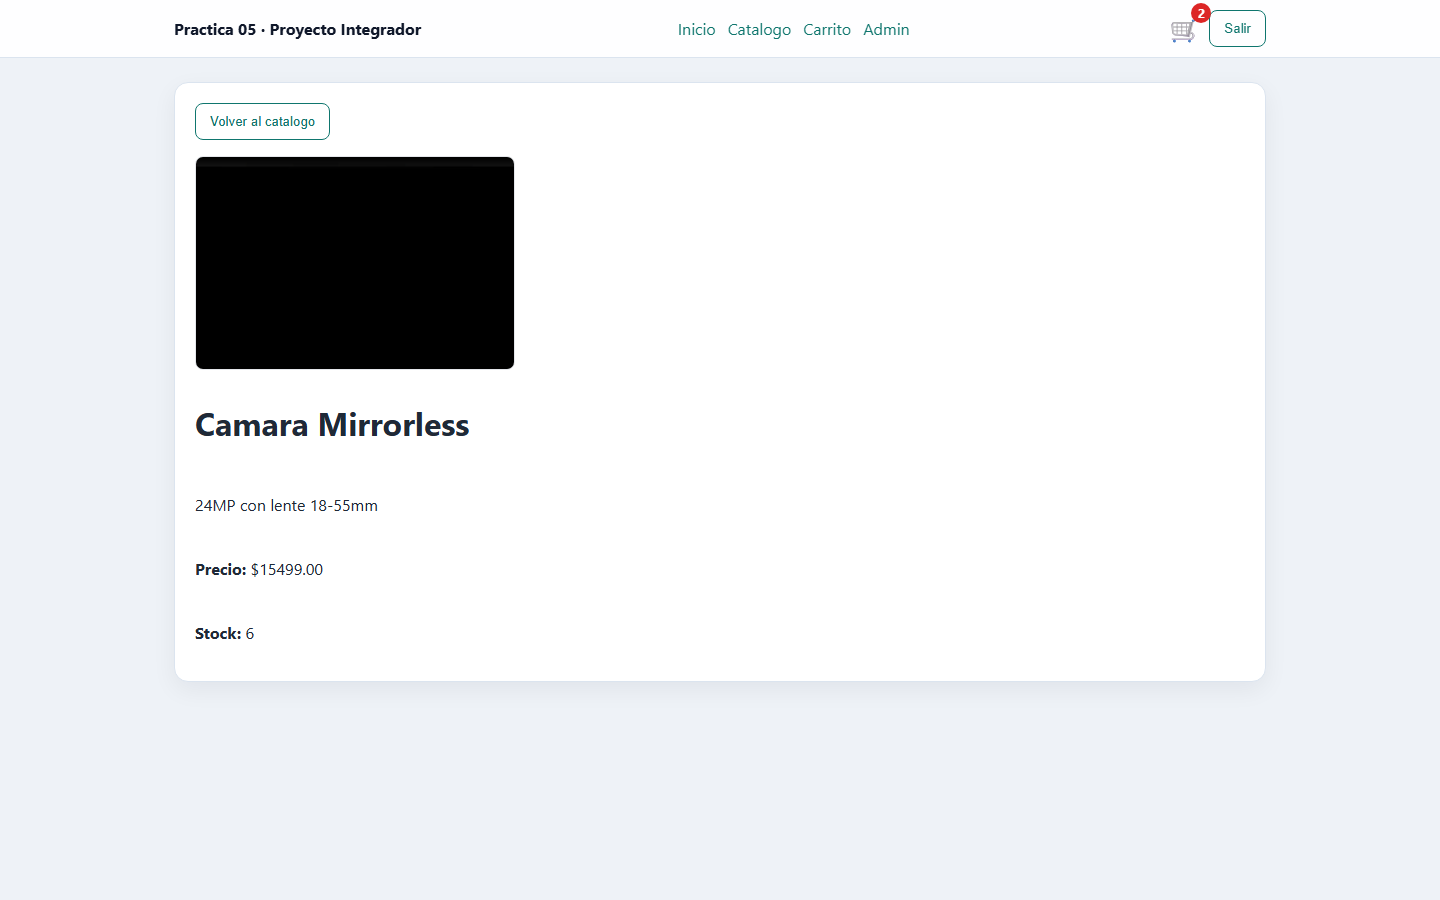 Practica 05 · Proyecto Integrador
Inicio Catalogo Carrito Admin
2
Salir
Volver al catalogo
Camara Mirrorless
24MP con lente 18-55mm
Precio: $15499.00
Stock: 6